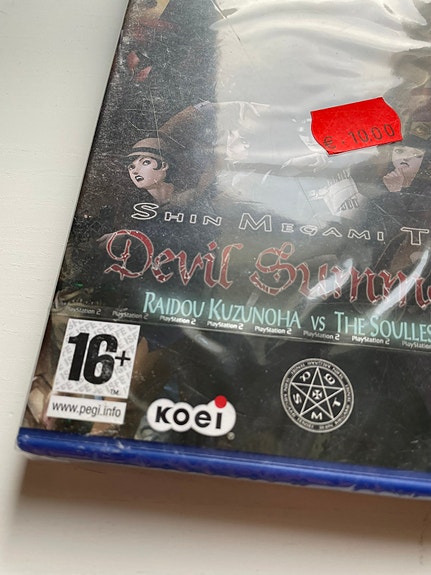 € 10.00
SHIN MEGAMI T
Devil Summ
RAIDOU KUZUNOHA VS THE SOULLES
PlayStation 2 PlayStation 2 PlayStation 2 PlayStation 2 PlayStation 2 PlayStation 2 PlayStation 2
16+
TM
www.pegi.info
KOEI